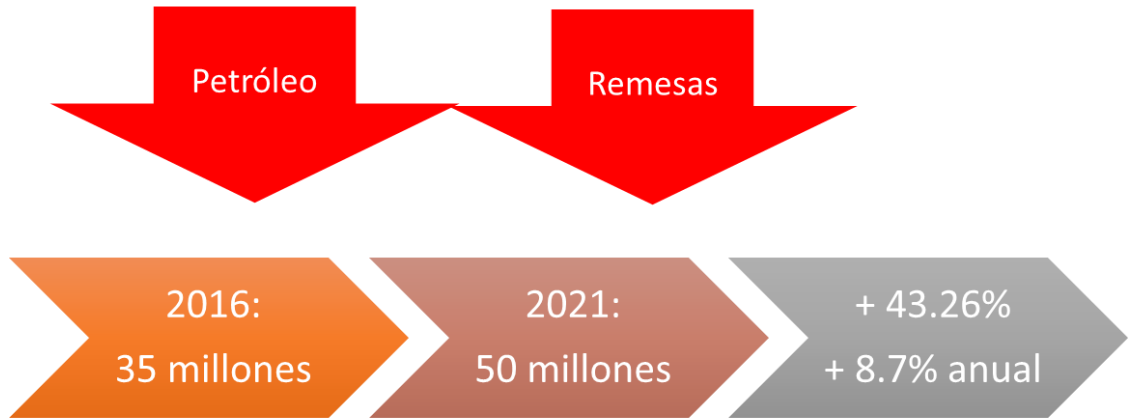 Petróleo
Remesas
2016:
35 millones
2021:
50 millones
+ 43.26%
+ 8.7% anual